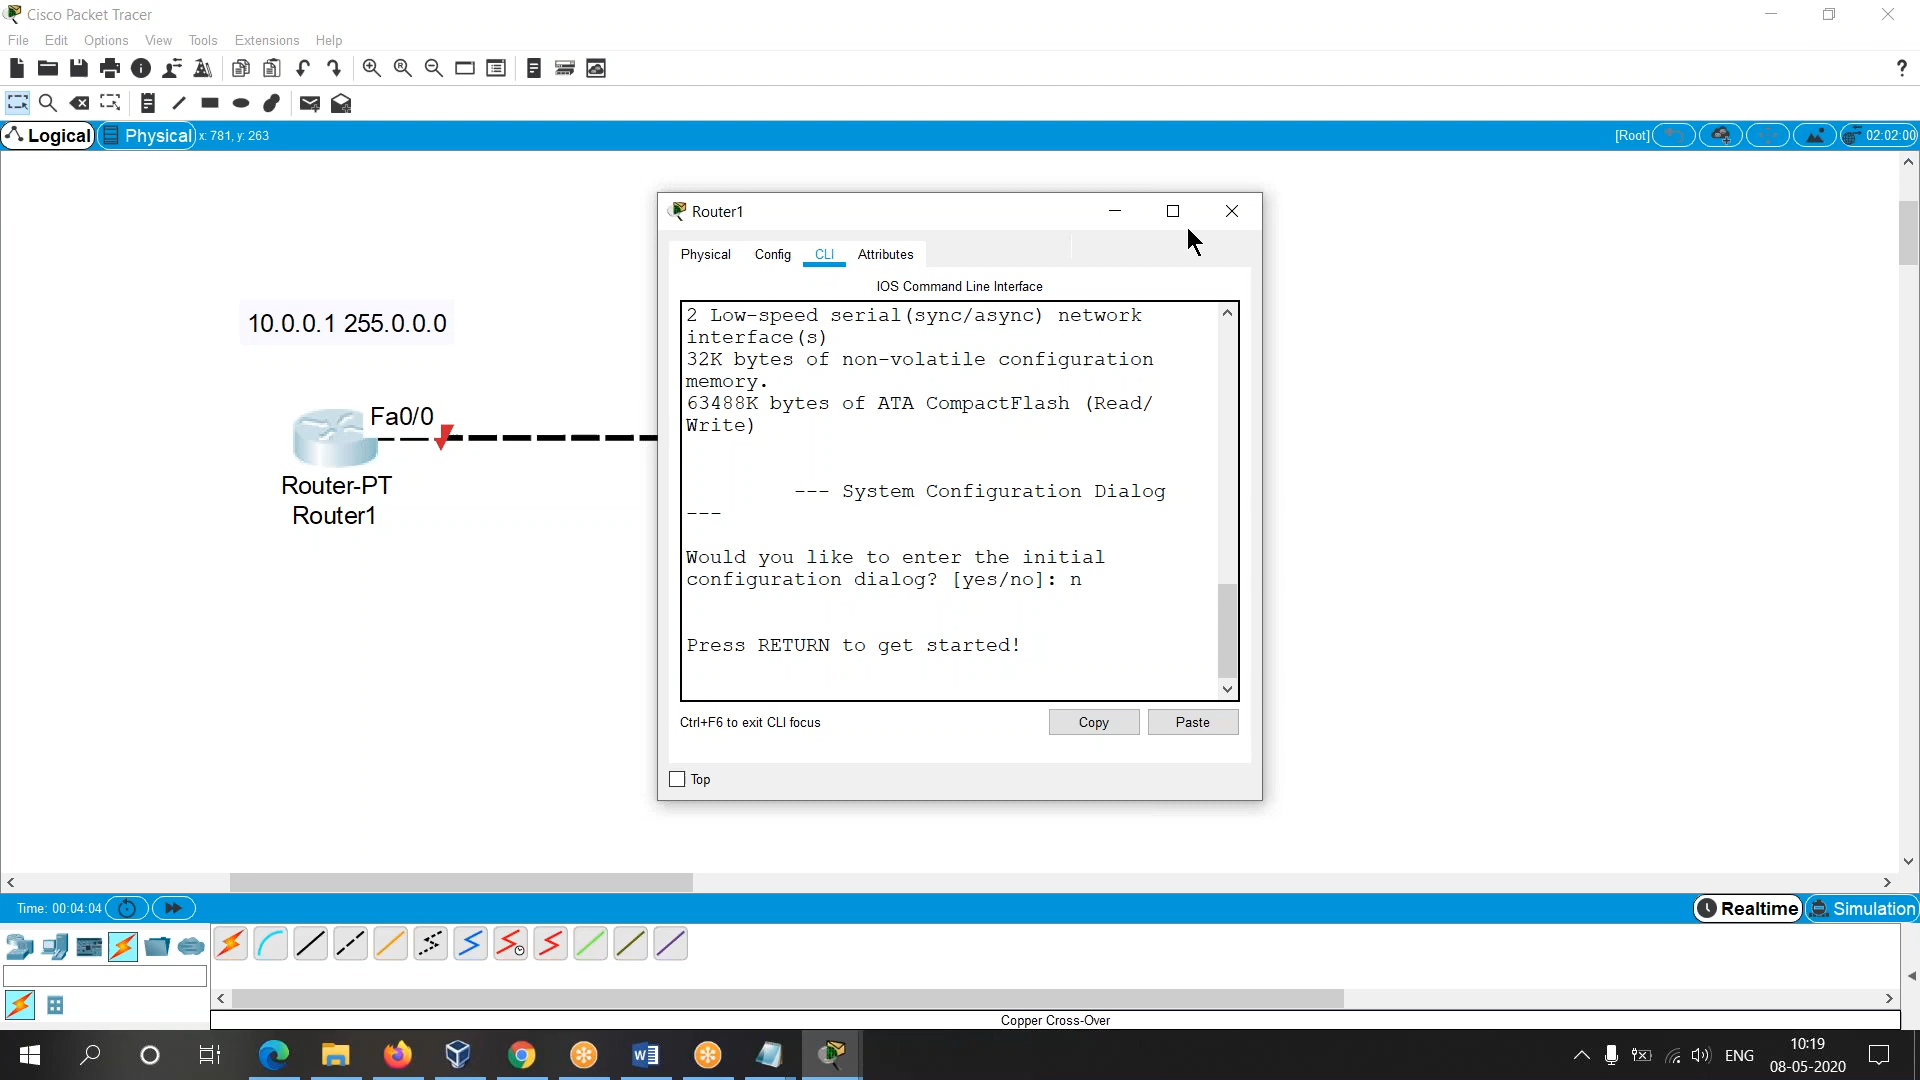 Cisco Packet Tracer
File Edit Options View Tools Extensions Help
?
Logical Physical x: 781, y: 263 [Root] 02:02:00
Router1
Physical Config CLI Attributes
IOS Command Line Interface
2 Low-speed serial(sync/async) network
interface(s)
32K bytes of non-volatile configuration
memory.
63488K bytes of ATA CompactFlash (Read/
Write)
--- System Configuration Dialog
---
Would you like to enter the initial
configuration dialog? [yes/no]: n
Press RETURN to get started!
Ctrl+F6 to exit CLI focus Copy Paste
Top
10.0.0.1 255.0.0.0
Fa0/0
Router-PT
Router1
Time: 00:04:04 Realtime Simulation
Copper Cross-Over
ENG 10:19
08-05-2020